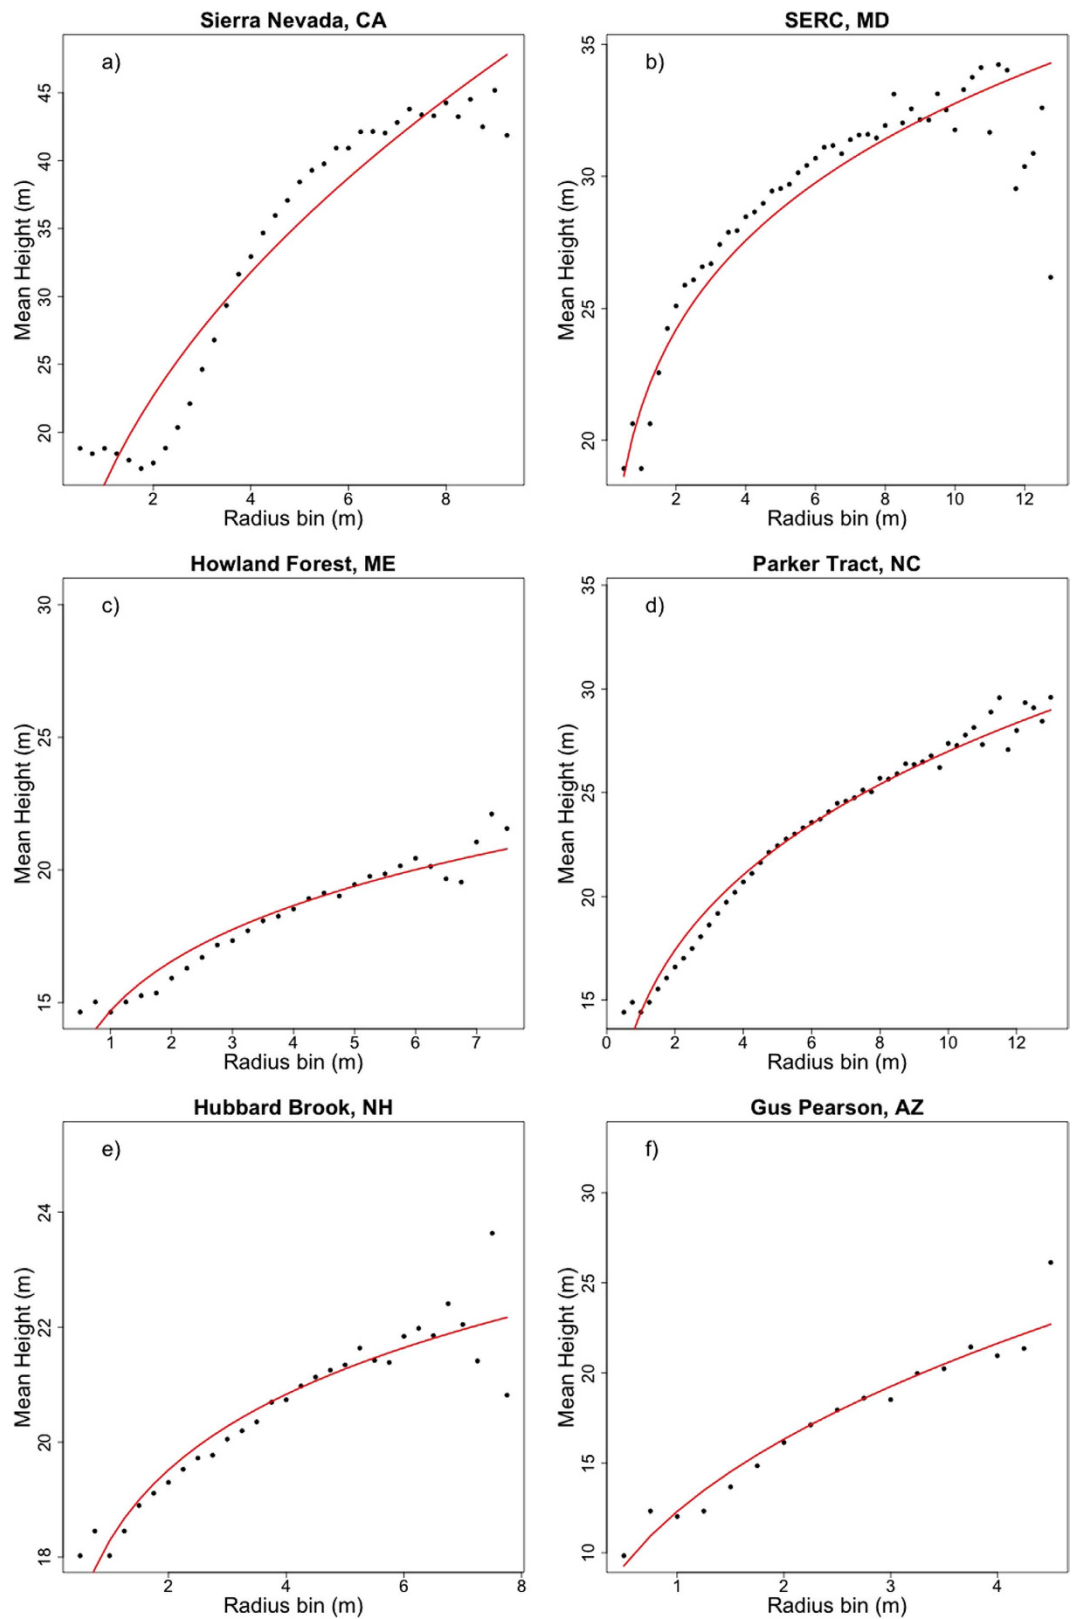 Sierra Nevada, CA
a)
Mean Height (m)
45
40
35
30
25
20
2 4 6 8
Radius bin (m)
SERC, MD
b)
Mean Height (m)
35
30
25
20
2 4 6 8 10 12
Radius bin (m)
Howland Forest, ME
c)
Mean Height (m)
30
25
20
15
1 2 3 4 5 6 7
Radius bin (m)
Parker Tract, NC
d)
Mean Height (m)
35
30
25
20
15
0 2 4 6 8 10 12
Radius bin (m)
Hubbard Brook, NH
e)
Mean Height (m)
24
22
20
18
2 4 6 8
Radius bin (m)
Gus Pearson, AZ
f)
Mean Height (m)
30
25
20
15
10
1 2 3 4
Radius bin (m)